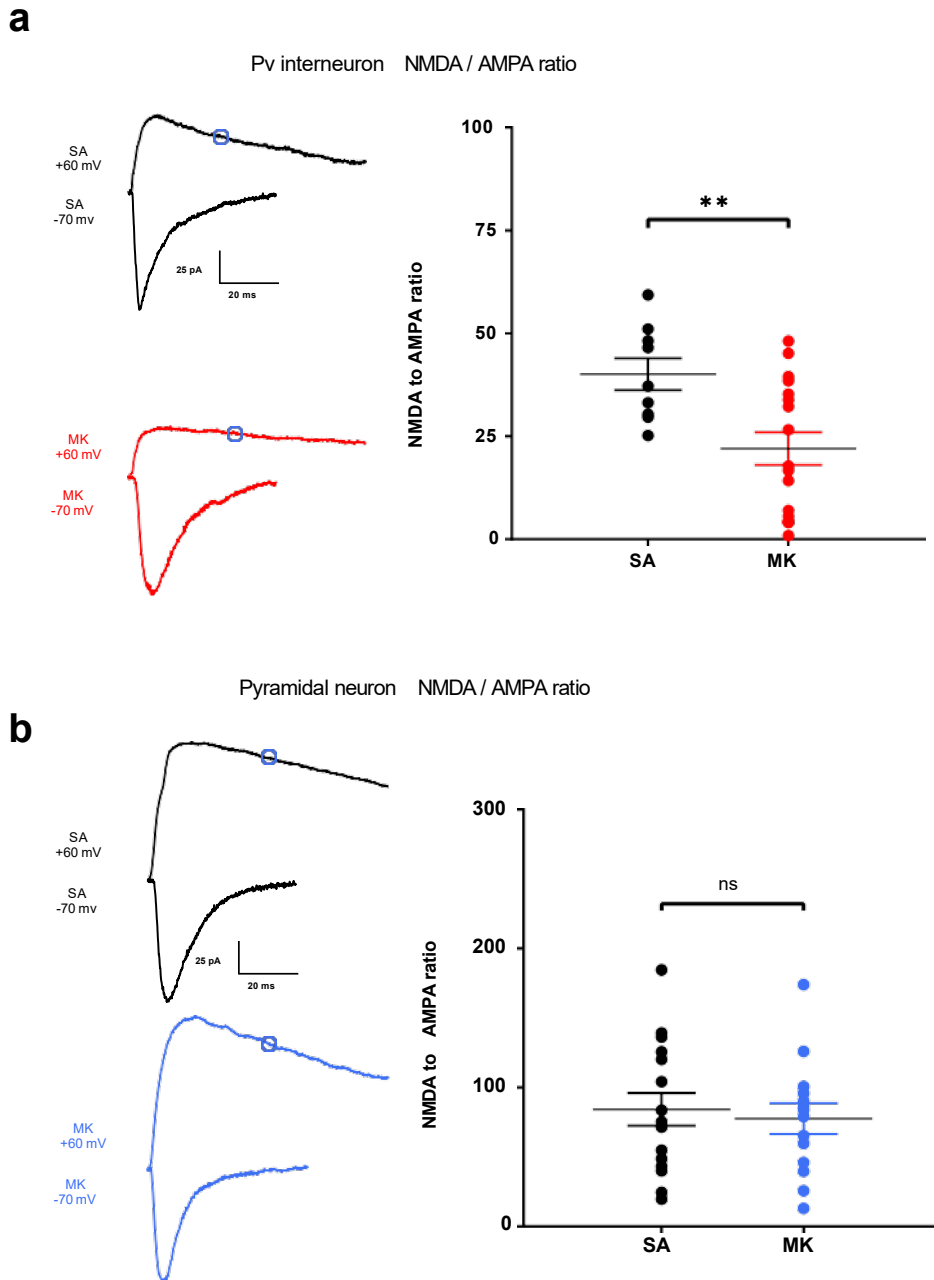 a
Pv interneuron NMDA / AMPA ratio
SA
+60 mV
SA
-70 mv
25 pA
20 ms
MK
+60 mV
MK
-70 mV
NMDA to AMPA ratio
100
75
50
25
0
**
SA
MK
Pyramidal neuron NMDA / AMPA ratio
b
SA
+60 mV
SA
-70 mv
25 pA
20 ms
MK
+60 mV
MK
-70 mV
NMDA to AMPA ratio
300
200
100
0
ns
SA
MK